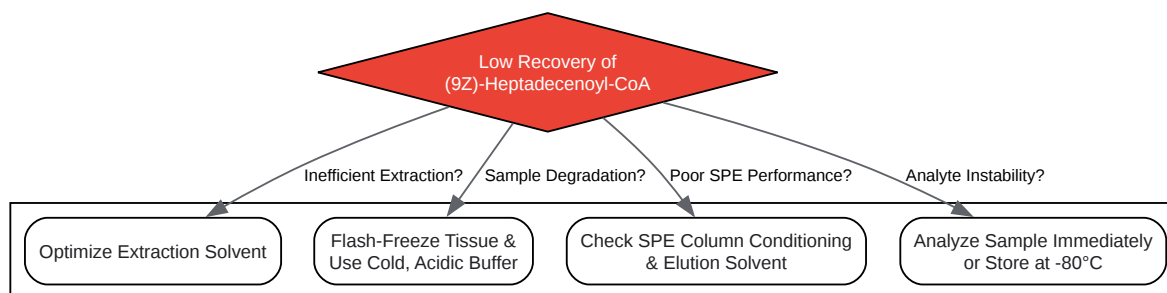 Low Recovery of
(9Z)-Heptadecenoyl-CoA
Inefficient Extraction?
Sample Degradation?
Poor SPE Performance?
Analyte Instability?
Optimize Extraction Solvent
Flash-Freeze Tissue &
Use Cold, Acidic Buffer
Check SPE Column Conditioning
& Elution Solvent
Analyze Sample Immediately
or Store at -80°C